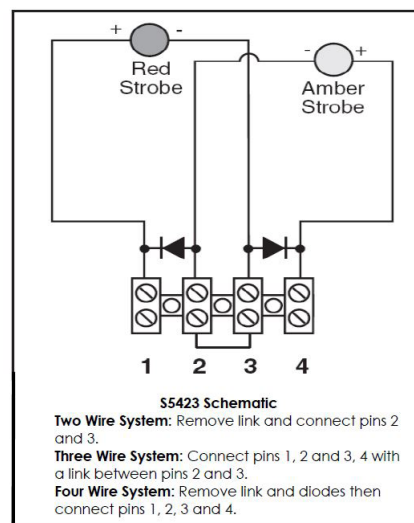 + -
Red
Strobe
- +
Amber
Strobe
1 2 3 4
S5423 Schematic
Two Wire System: Remove link and connect pins 2
and 3.
Three Wire System: Connect pins 1, 2 and 3, 4 with
a link between pins 2 and 3.
Four Wire System: Remove link and diodes then
connect pins 1, 2, 3 and 4.